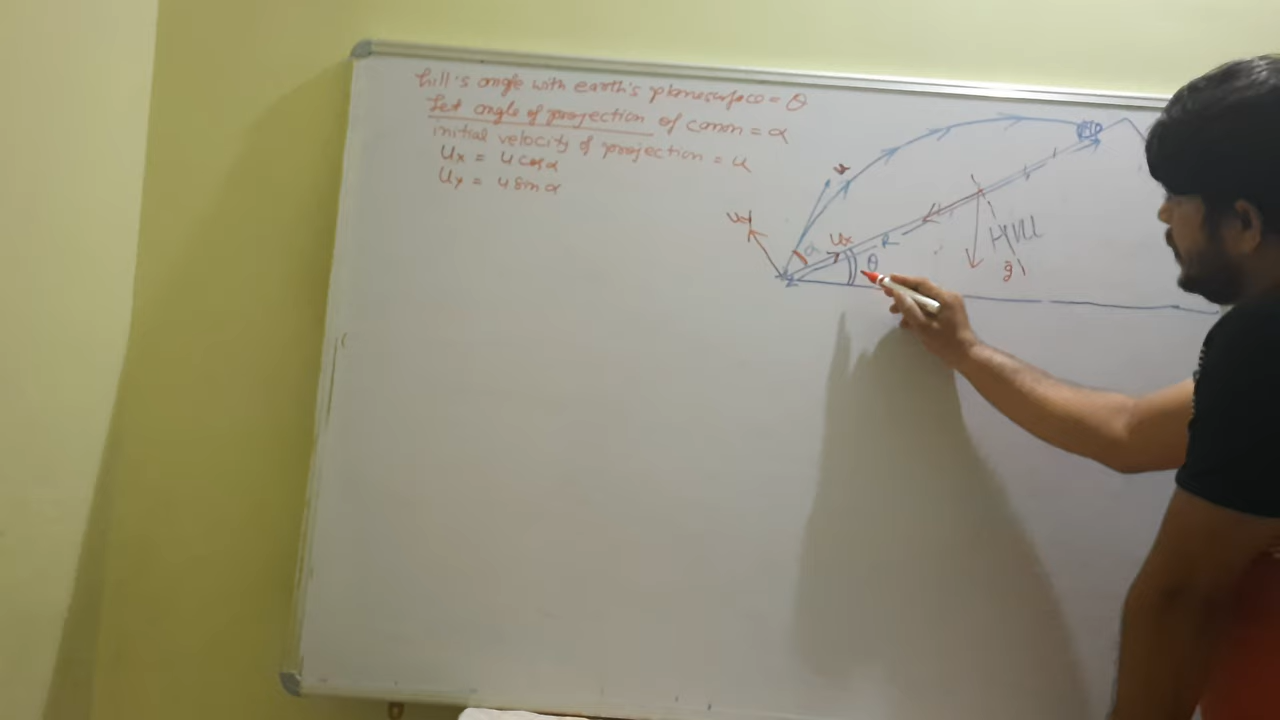 hill's angle with earth's plane surface = θ
Let angle of projection of canon = α
initial velocity of projection = u
Ux = u cos α
Uy = u sin α
u
Uy
α
Ux
R
θ
Hill
g